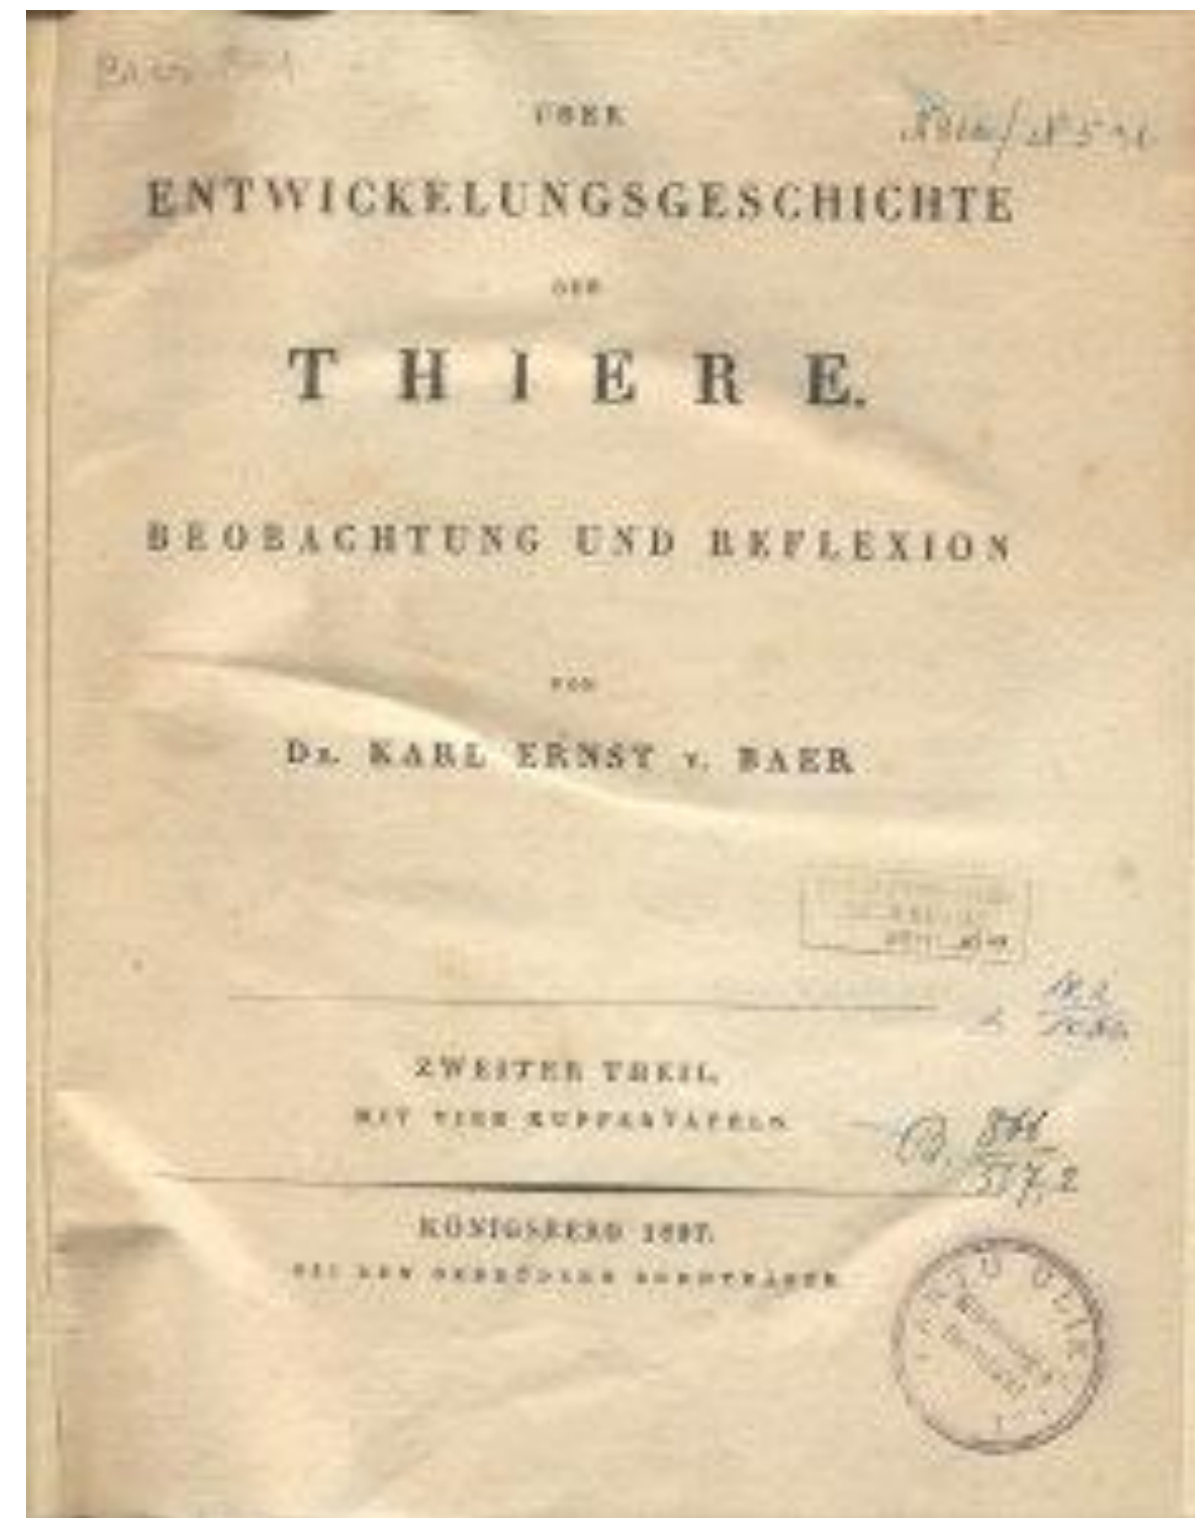 ÜBER
ENTWICKELUNGSGESCHICHTE
DER
THIERE.
BEOBACHTUNG UND REFLEXION
VON
DR. KARL ERNST v. BAER
ZWEITER THEIL.
MIT VIER KUPFERTAFELN.
KÖNIGSBERG 1837.
BEI DEN GEBRÜDERN BORNTRÄGER